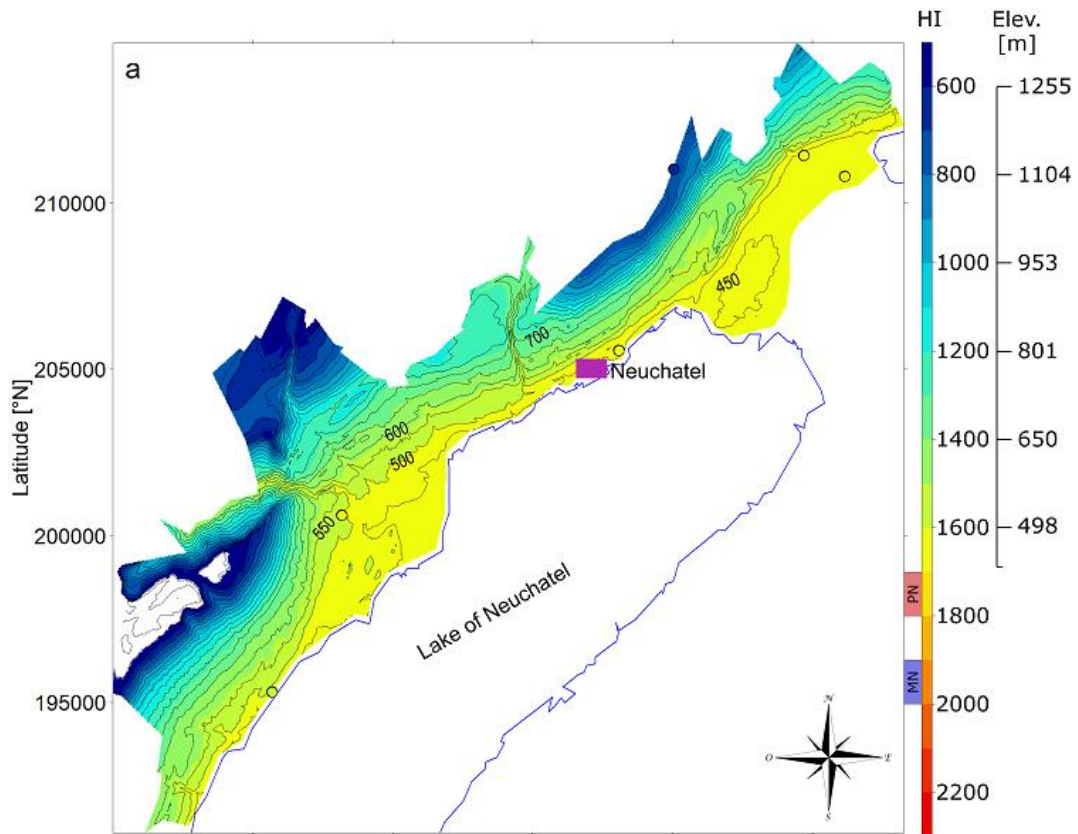 a
HI
Elev.
[m]
600
1255
800
1104
1000
953
1200
801
1400
650
1600
498
PN
1800
MN
2000
2200
Latitude [°N]
210000
205000
200000
195000
450
700
Neuchatel
600
500
550
Lake of Neuchatel
N
O
E
S